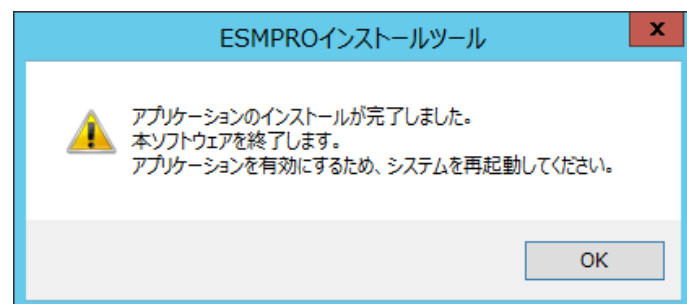 ESMPROインストールツール
x
アプリケーションのインストールが完了しました。
本ソフトウェアを終了します。
アプリケーションを有効にするため、システムを再起動してください。
OK